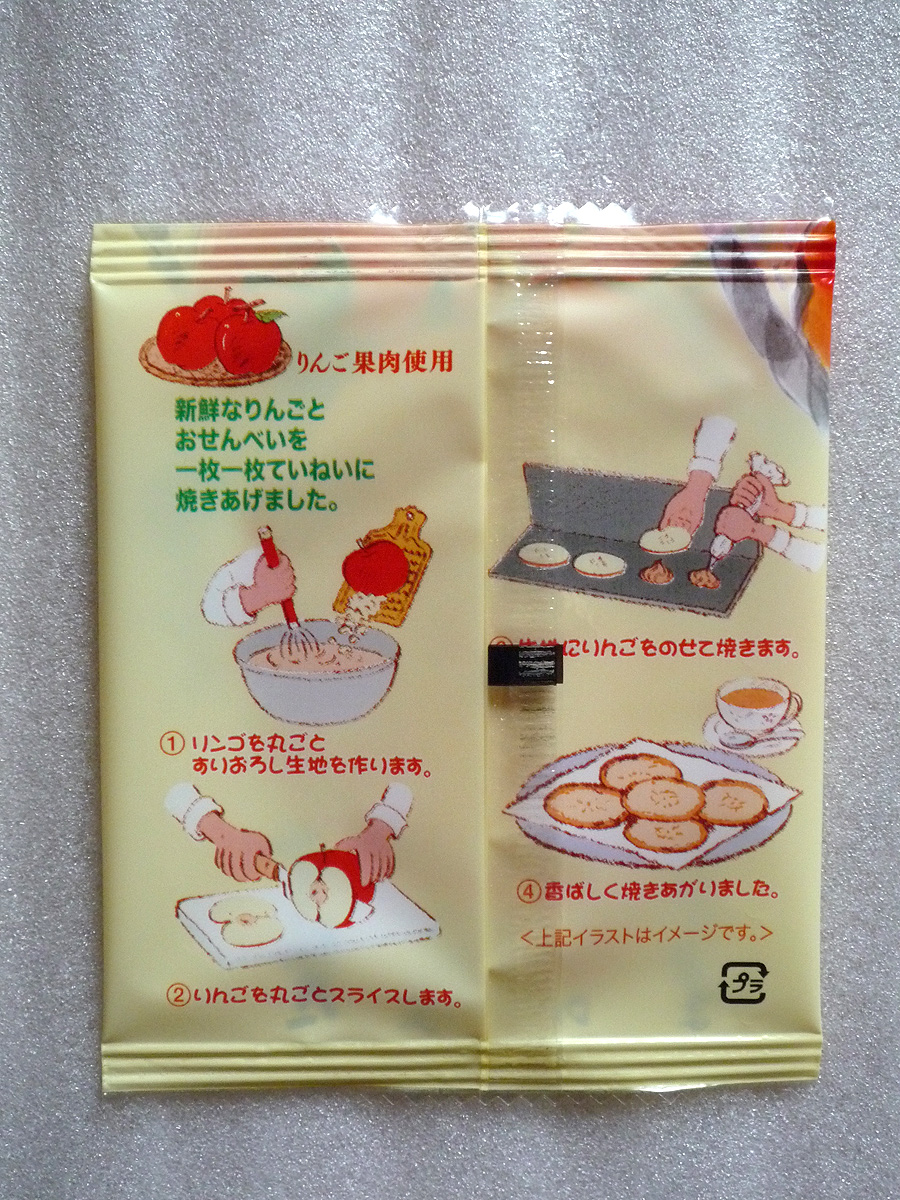 りんご果肉使用
新鮮なりんごと
おせんべいを
一枚一枚ていねいに
焼きあげました。
① リンゴを丸ごと
すりおろし生地を作ります。
②りんごを丸ごとスライスします。
にりんごをのせて焼きます。
④香ばしく焼きあがりました。
<上記イラストはイメージです。>
プラ